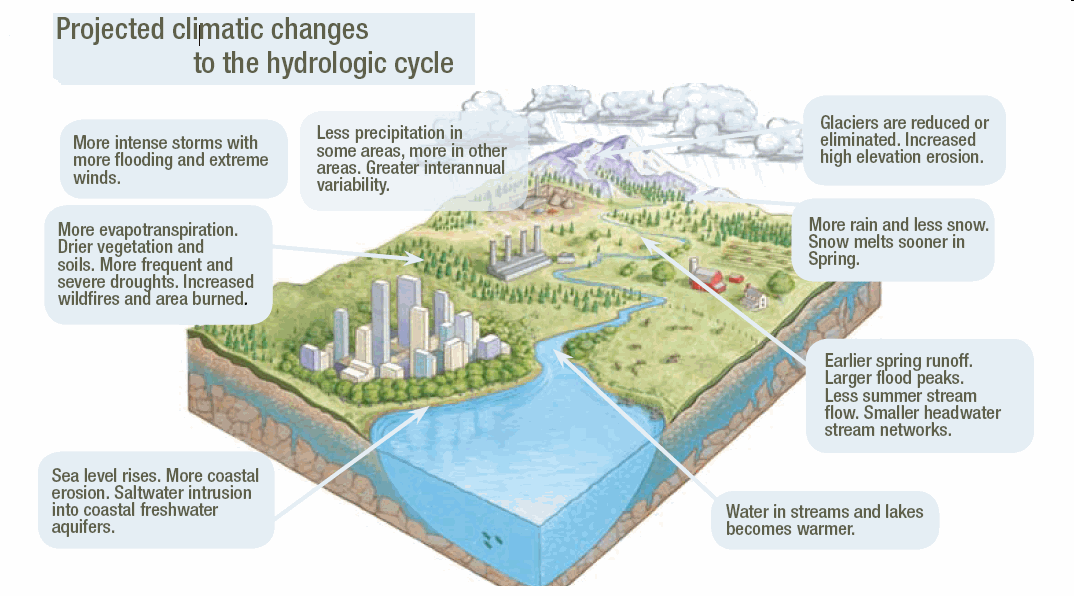 Projected climatic changes
to the hydrologic cycle
More intense storms with
more flooding and extreme
winds.
Less precipitation in
some areas, more in other
areas. Greater interannual
variability.
Glaciers are reduced or
eliminated. Increased
high elevation erosion.
More evapotranspiration.
Drier vegetation and
soils. More frequent and
severe droughts. Increased
wildfires and area burned.
More rain and less snow.
Snow melts sooner in
Spring.
Earlier spring runoff.
Larger flood peaks.
Less summer stream
flow. Smaller headwater
stream networks.
Sea level rises. More coastal
erosion. Saltwater intrusion
into coastal freshwater
aquifers.
Water in streams and lakes
becomes warmer.